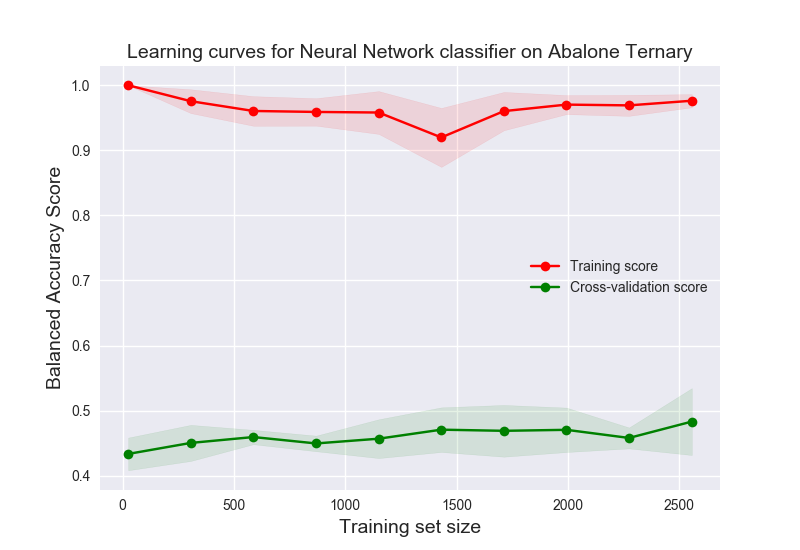 Learning curves for Neural Network classifier on Abalone Ternary
Balanced Accuracy Score
1.0
0.9
0.8
0.7
0.6
0.5
0.4
Training score
Cross-validation score
0
500
1000
1500
2000
2500
Training set size